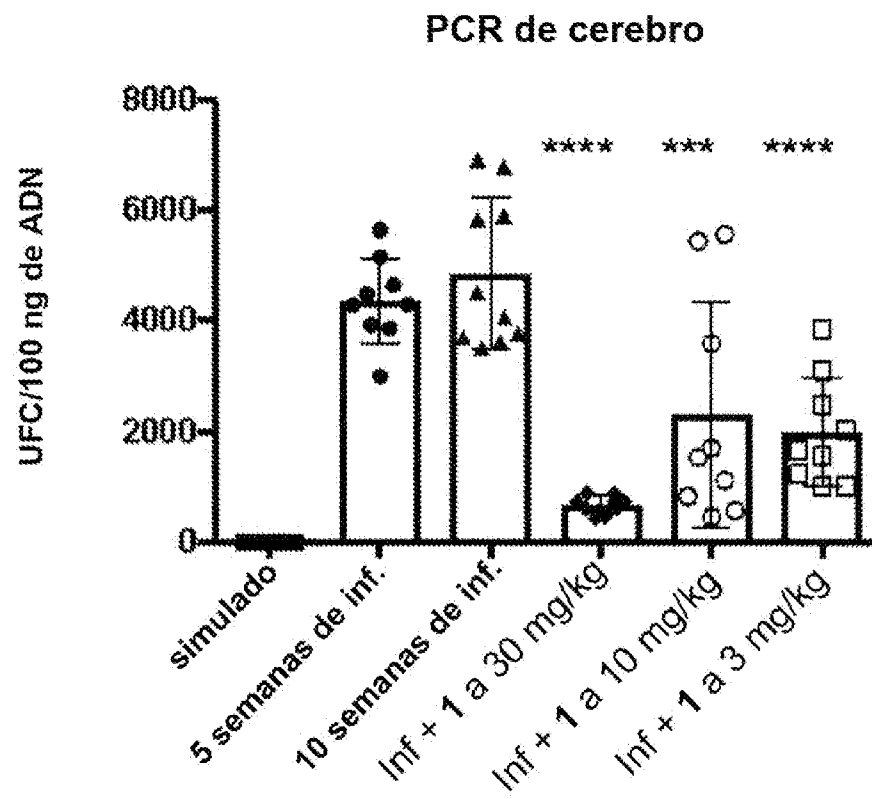 PCR de cerebro
UFC/100 ng de ADN
8000
6000
4000
2000
0
**** *** ****
simulado
5 semanas de inf.
10 semanas de inf.
Inf + 1 a 30 mg/kg
Inf + 1 a 10 mg/kg
Inf + 1 a 3 mg/kg